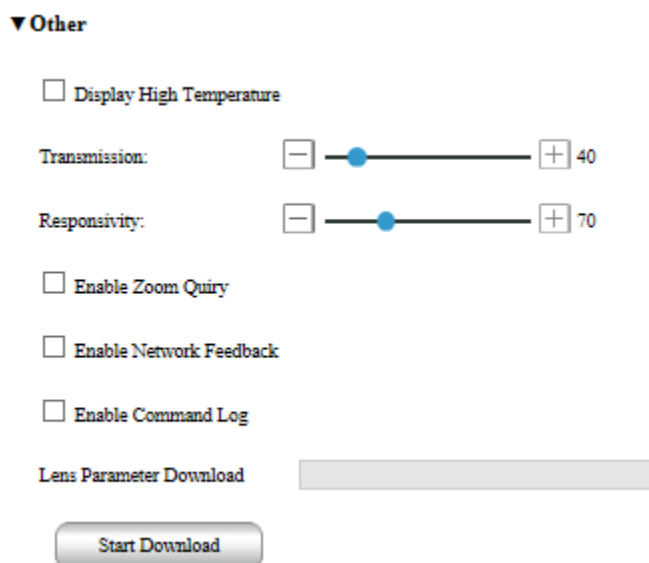 ▼Other
Display High Temperature
Transmission: 40
Responsivity: 70
Enable Zoom Quiry
Enable Network Feedback
Enable Command Log
Lens Parameter Download
Start Download